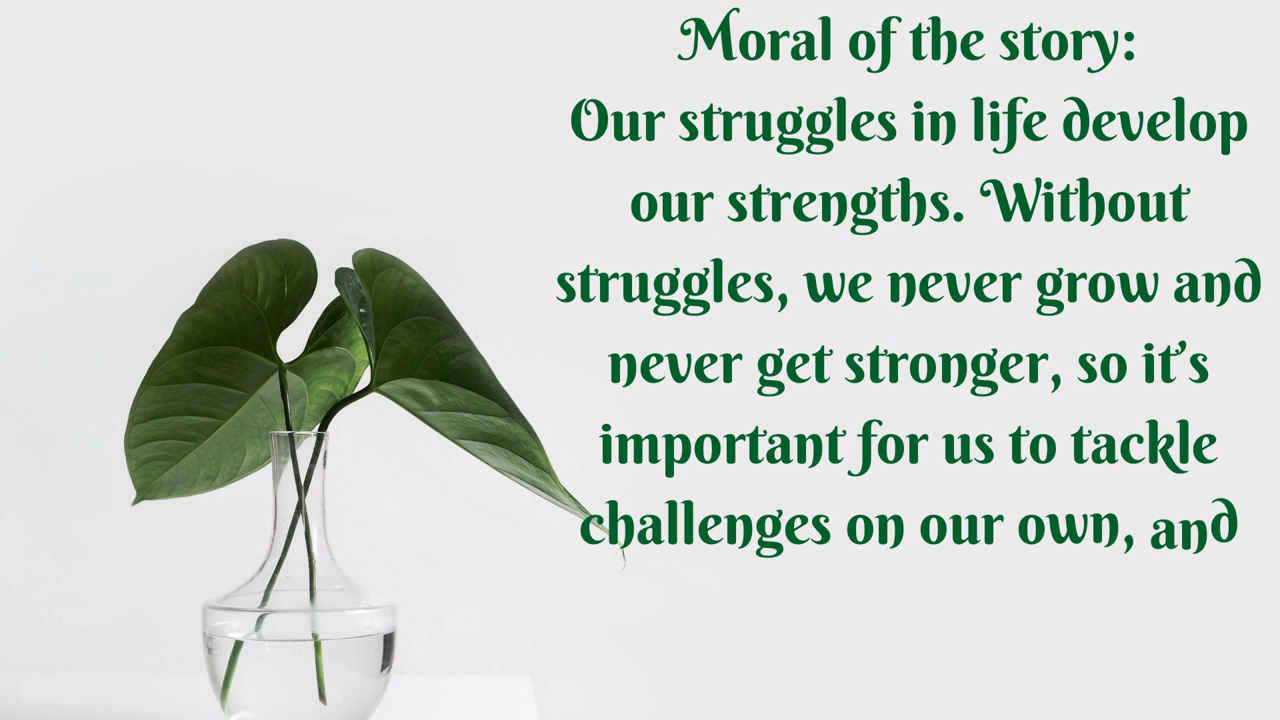 Moral of the story:
Our struggles in life develop
our strengths. Without
struggles, we never grow and
never get stronger, so it's
important for us to tackle
challenges on our own, and